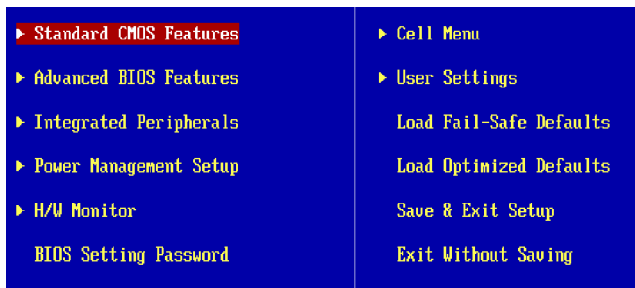 Standard CMOS Features
Advanced BIOS Features
Integrated Peripherals
Power Management Setup
H/W Monitor
BIOS Setting Password
Cell Menu
User Settings
Load Fail-Safe Defaults
Load Optimized Defaults
Save & Exit Setup
Exit Without Saving